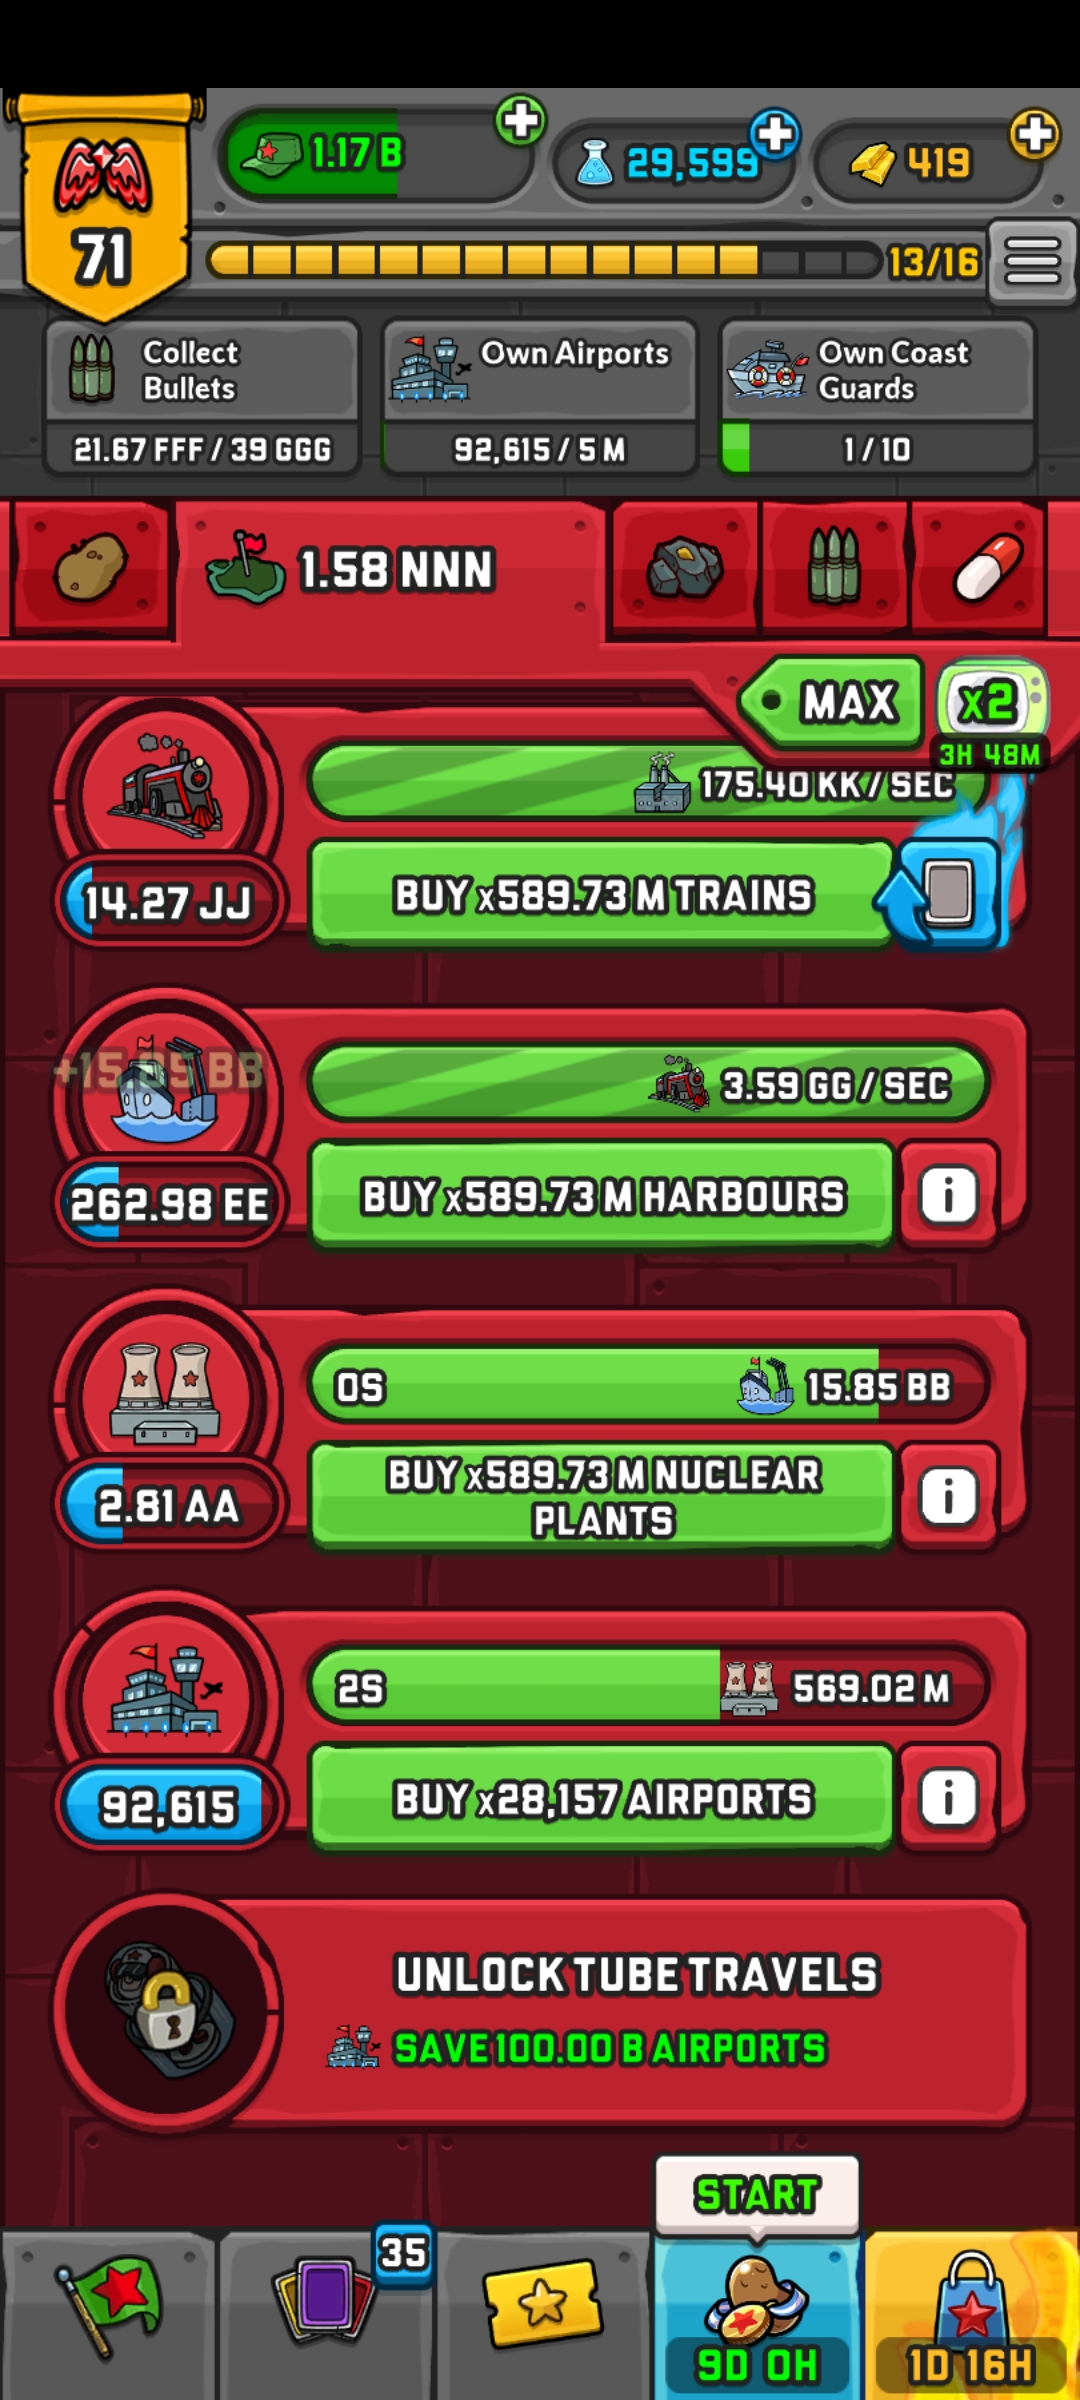 71
1.17 B
29,599
419
13/16
Collect
Bullets
21.67 FFF / 39 GGG
Own Airports
92,615 / 5 M
Own Coast
Guards
1 / 10
1.58 NNN
MAX
x2
3H 48M
175.40 KK / SEC
14.27 JJ
BUY x589.73 M TRAINS
+15.85 BB
3.59 GG / SEC
262.98 EE
BUY x589.73 M HARBOURS
i
0S
15.85 BB
2.81 AA
BUY x589.73 M NUCLEAR
PLANTS
i
2S
569.02 M
92,615
BUY x28,157 AIRPORTS
i
UNLOCK TUBE TRAVELS
SAVE 100.00 B AIRPORTS
START
35
9D 0H
1D 16H